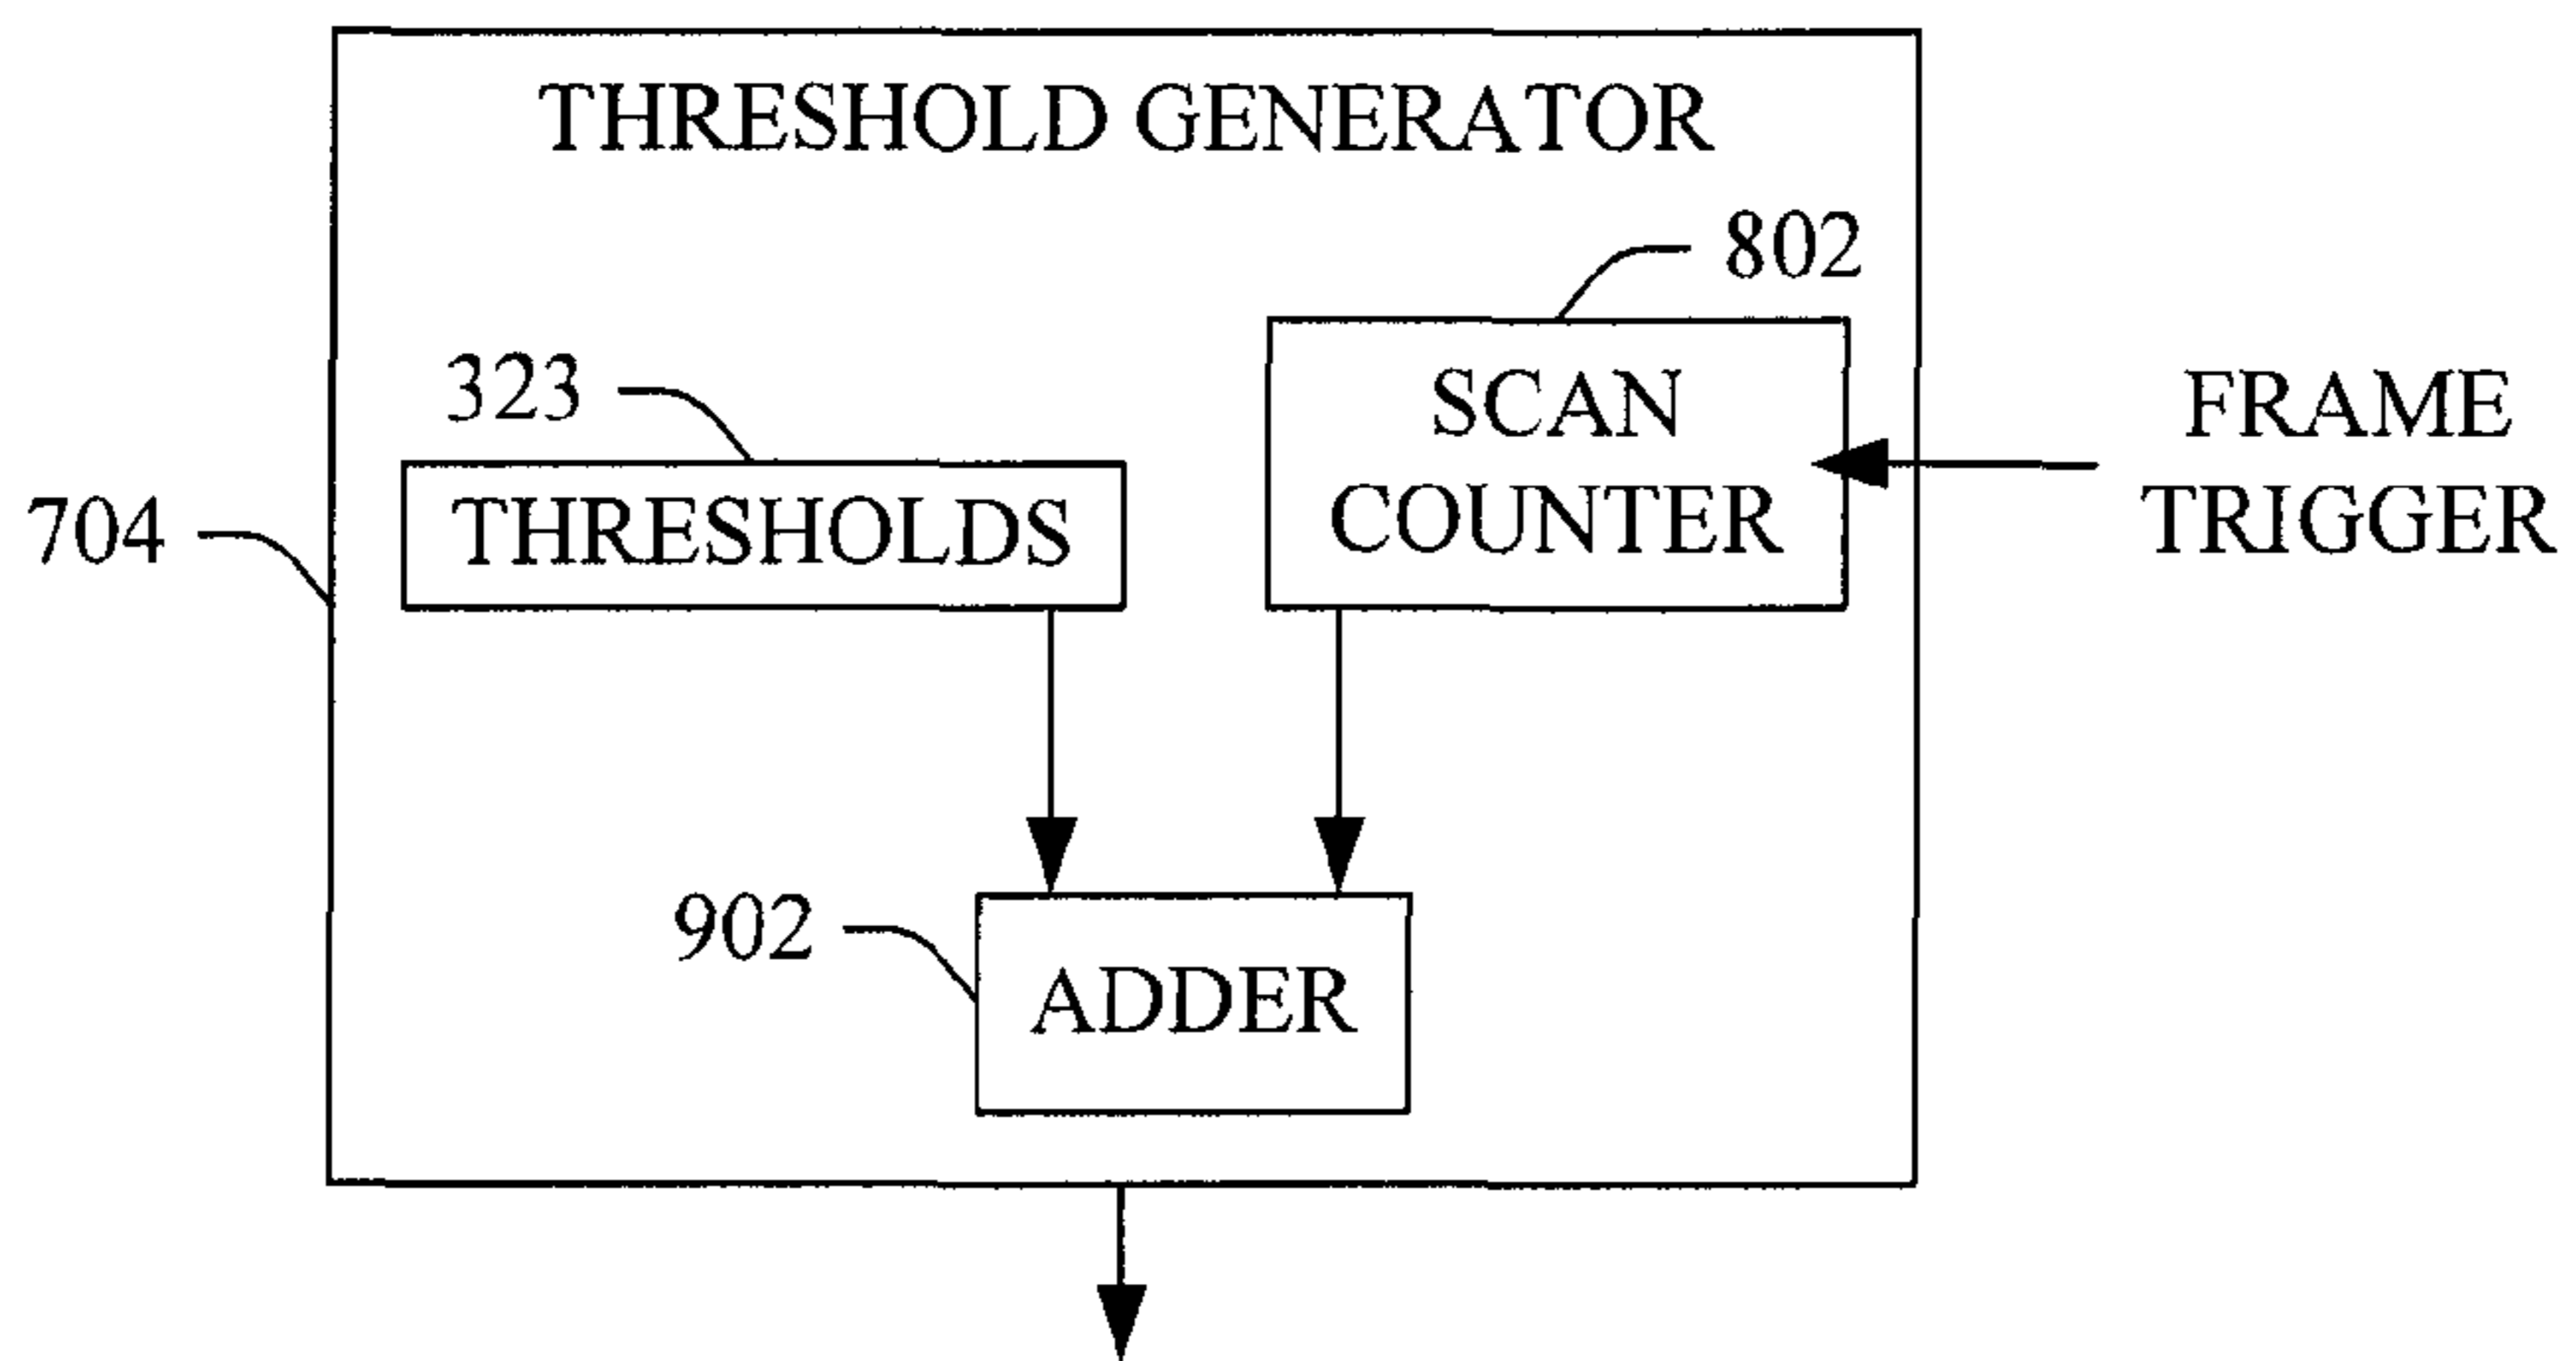 THRESHOLD GENERATOR
802
323
SCAN
COUNTER
FRAME
TRIGGER
704
THRESHOLDS
902
ADDER